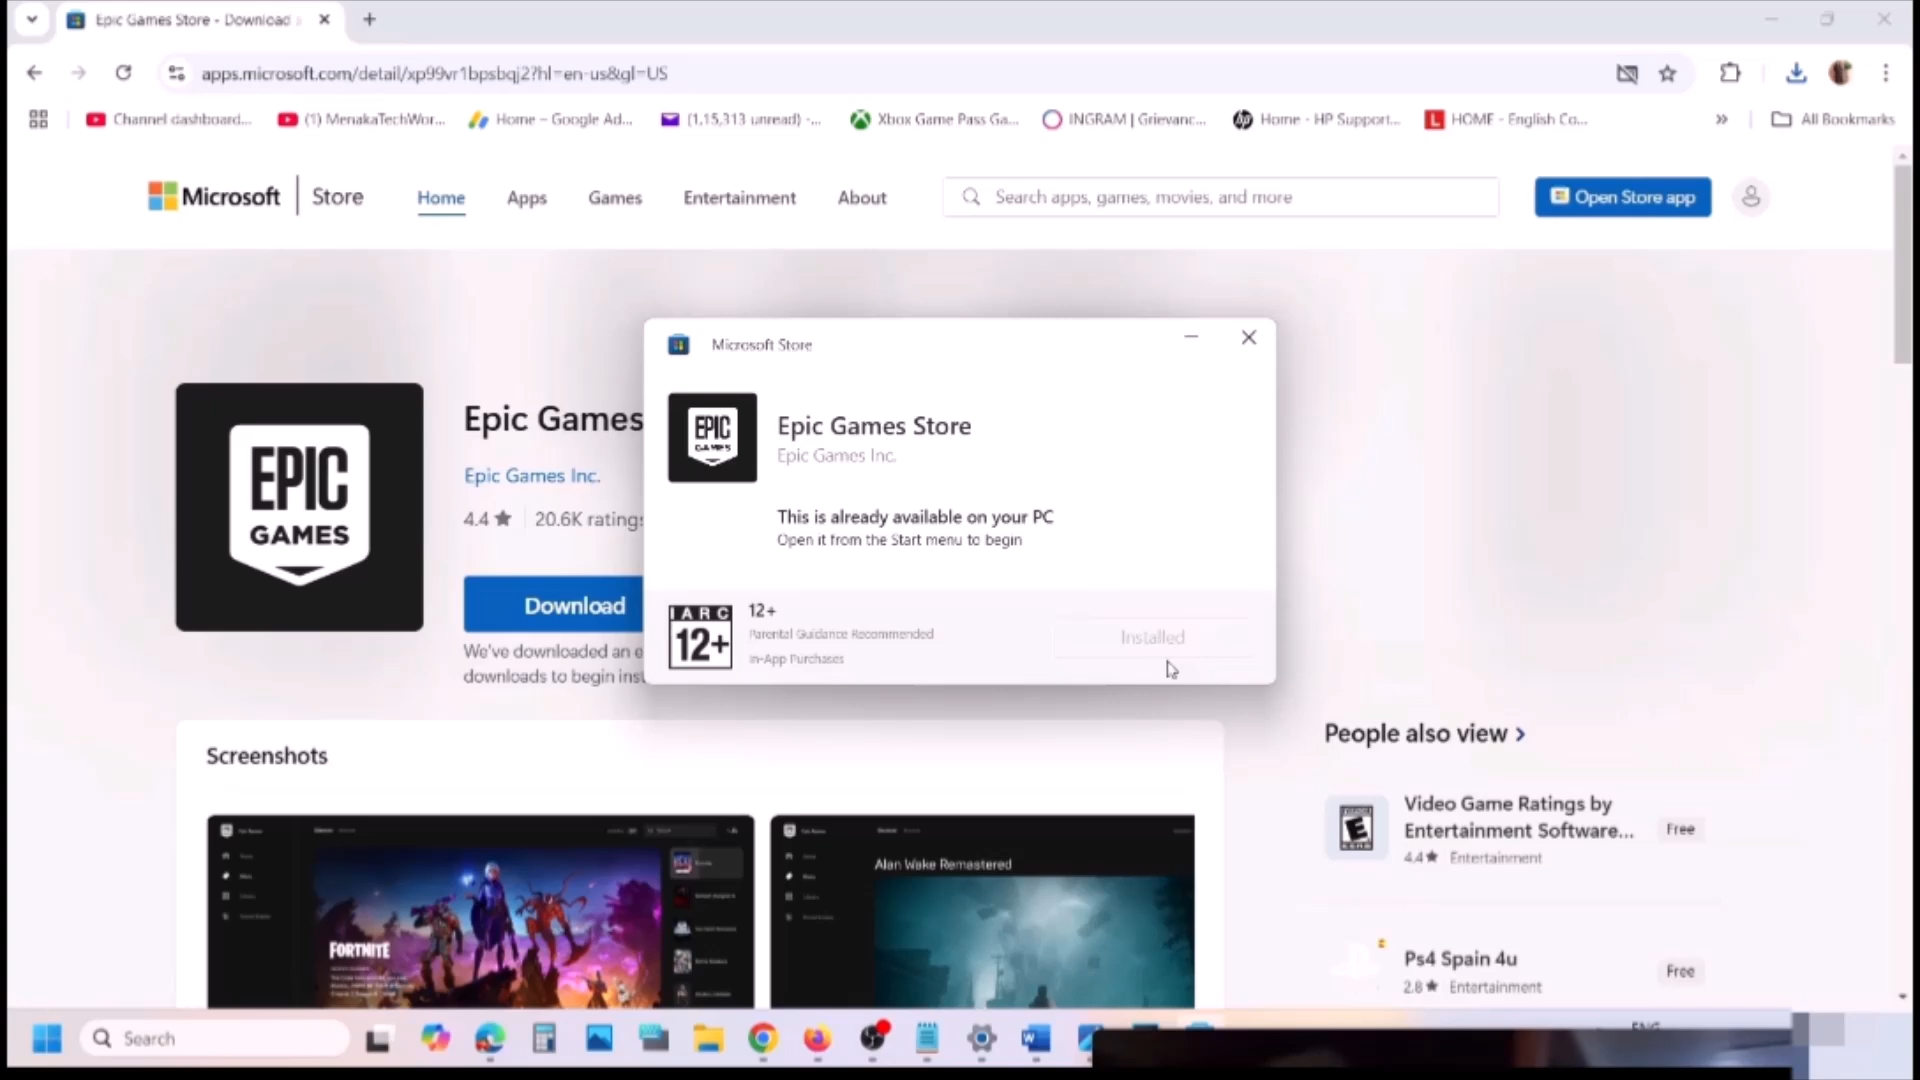 Epic Games Store - Download
apps.microsoft.com/detail/xp99vr1bpsbqj2?hl=en-us&gl=US
Channel dashboard...
(1) MenakaTechWor...
Home – Google Ad...
(1,15,313 unread) -...
Xbox Game Pass Ga...
INGRAM | Grievanc...
Home - HP Support...
HOME - English Co...
All Bookmarks
Microsoft
Store
Home
Apps
Games
Entertainment
About
Search apps, games, movies, and more
Open Store app
EPIC
GAMES
Epic Games
Epic Games Inc.
4.4★
20.6K ratings
Download
We've downloaded an
downloads to begin
Microsoft Store
EPIC
GAMES
Epic Games Store
Epic Games Inc.
This is already available on your PC
Open it from the Start menu to begin
IARC
12+
12+
Parental Guidance Recommended
In-App Purchases
Installed
Screenshots
FORTNITE
Alan Wake Remastered
People also view
Video Game Ratings by
Entertainment Software...
4.4★ Entertainment
Free
Ps4 Spain 4u
2.8★ Entertainment
Free
Search